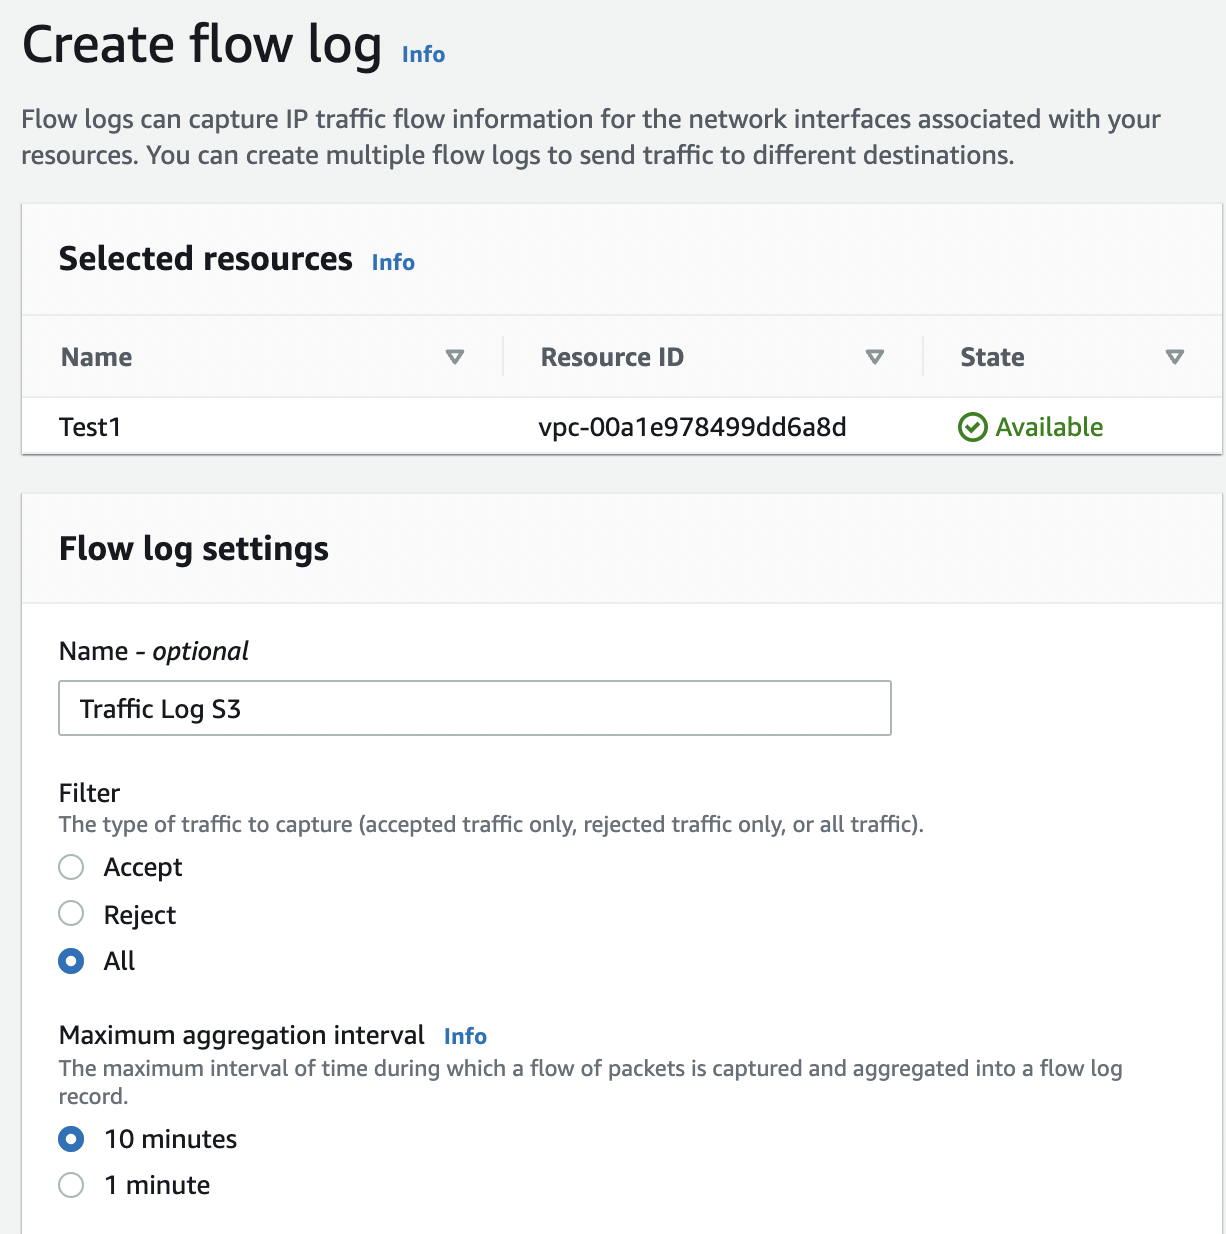 Create flow log Info
Flow logs can capture IP traffic flow information for the network interfaces associated with your
resources. You can create multiple flow logs to send traffic to different destinations.
Selected resources Info
Name Resource ID State
Test1 vpc-00a1e978499dd6a8d Available
Flow log settings
Name - optional
Traffic Log S3
Filter
The type of traffic to capture (accepted traffic only, rejected traffic only, or all traffic).
Accept
Reject
All
Maximum aggregation interval Info
The maximum interval of time during which a flow of packets is captured and aggregated into a flow log
record.
10 minutes
1 minute